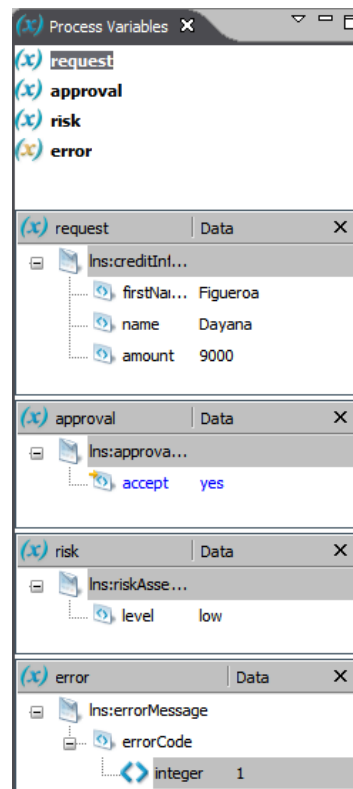 (x) Process Variables
(x) request
(x) approval
(x) risk
(x) error
(x) request Data
lns:creditInf...
firstNa... Figueroa
name Dayana
amount 9000
(x) approval Data
lns:approva...
accept yes
(x) risk Data
lns:riskAsse...
level low
(x) error Data
lns:errorMessage
errorCode
integer 1